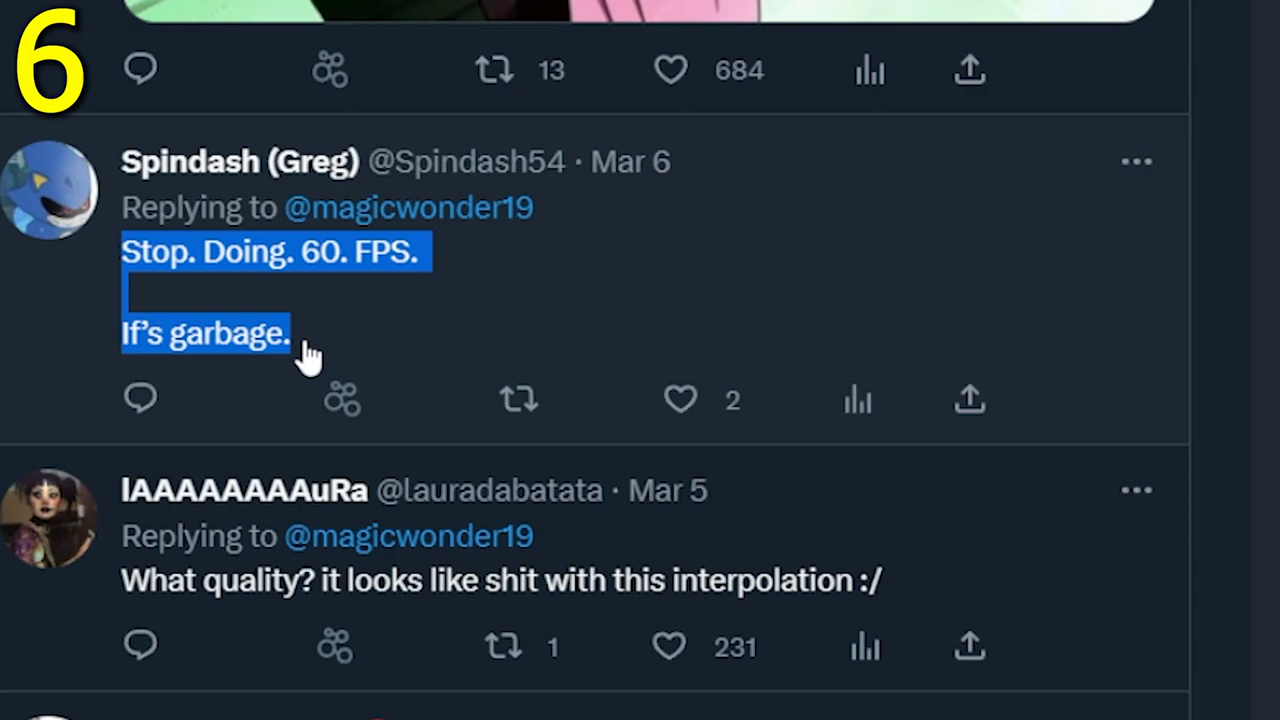 6
13 684
Spindash (Greg) @Spindash54 · Mar 6
Replying to @magicwonder19
Stop. Doing. 60. FPS.
If’s garbage.
2
lAAAAAAAAuRa @lauradabatata · Mar 5
Replying to @magicwonder19
What quality? it looks like shit with this interpolation :/
1 231